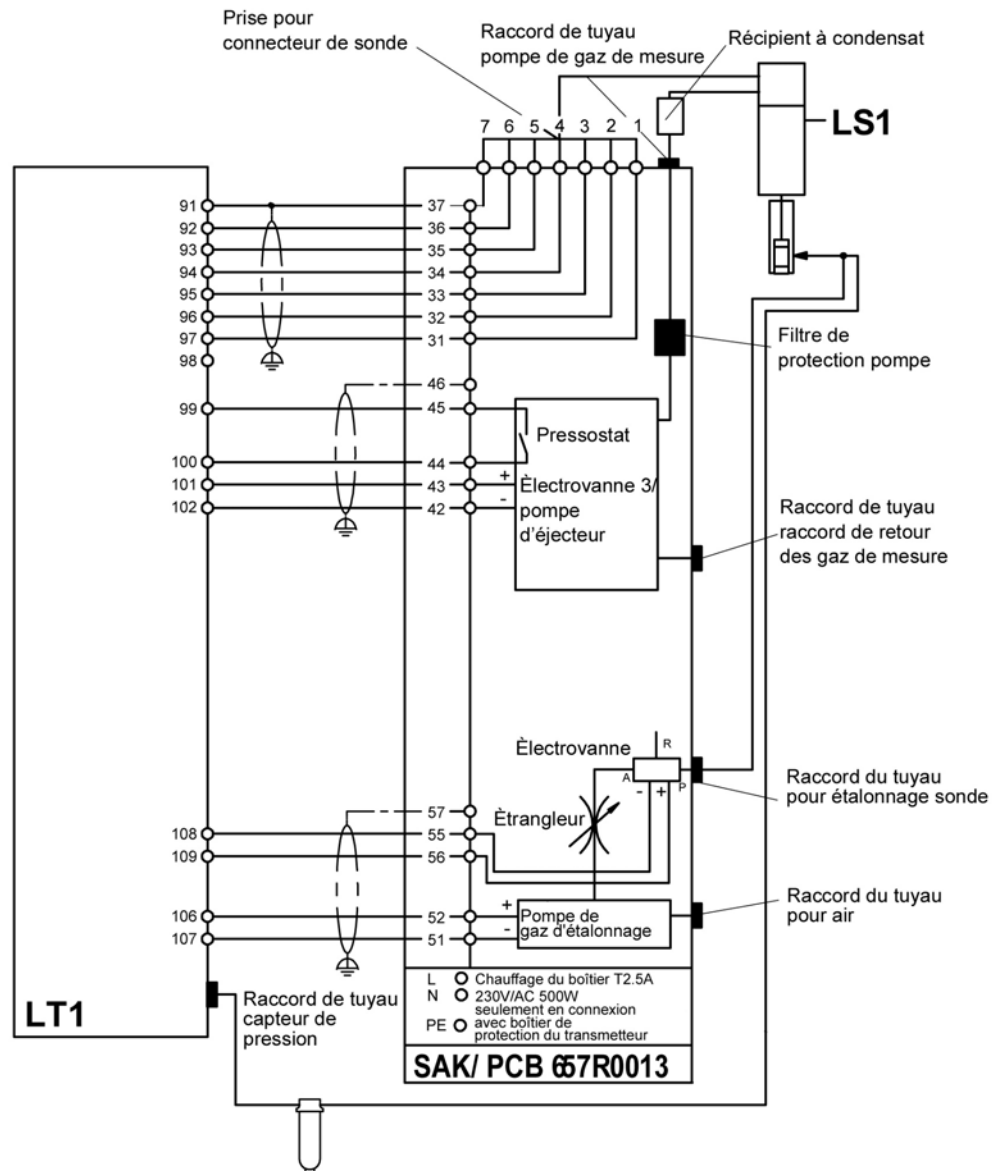 Prise pour
connecteur de sonde
Raccord de tuyau
pompe de gaz de mesure
Récipient à condensat
LS1
7 6 5 4 3 2 1
91 37
92 36
93 35
94 34
95 33
96 32
97 31
98
46
99 45
Pressostat
100 44
101 43 +
102 42 -
Èlectrovanne 3/
pompe
d'éjecteur
Filtre de
protection pompe
Raccord de tuyau
raccord de retour
des gaz de mesure
Èlectrovanne
R
A - + P
Raccord du tuyau
pour étalonnage sonde
Ètrangleur
57
108 55
109 56
106 52 +
107 51 -
Pompe de
gaz d'étalonnage
Raccord du tuyau
pour air
L Chauffage du boîtier T2.5A
N 230V/AC 500W
seulement en connexion
PE avec boîtier de
protection du transmetteur
LT1
Raccord de tuyau
capteur de
pression
SAK/ PCB 657R0013